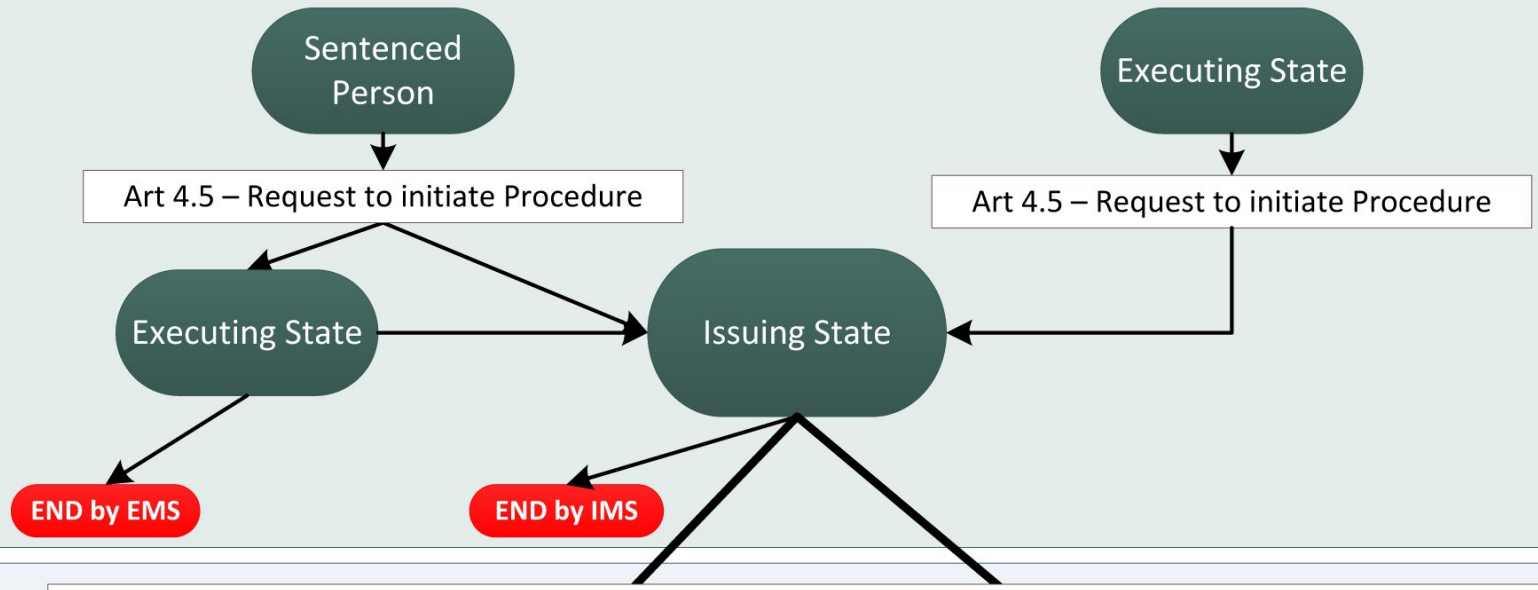 Sentenced
Person
Executing State
Art 4.5 – Request to initiate Procedure
Art 4.5 – Request to initiate Procedure
Executing State
Issuing State
END by EMS
END by IMS